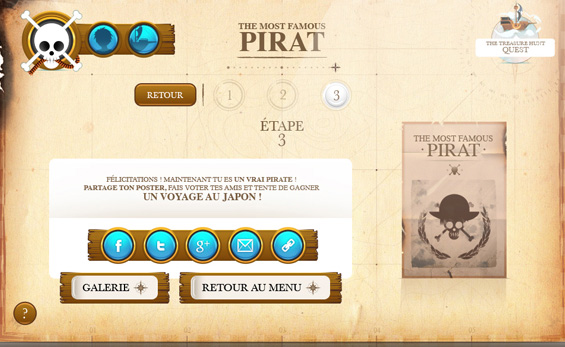 THE MOST FAMOUS
PIRAT
THE TREASURE HUNT
QUEST
RETOUR
1
2
3
ÉTAPE
3
FÉLICITATIONS ! MAINTENANT TU ES UN VRAI PIRATE !
PARTAGE TON POSTER, FAIS VOTER TES AMIS ET TENTE DE GAGNER
UN VOYAGE AU JAPON !
THE MOST FAMOUS
PIRAT
f
t
g+
GALERIE
RETOUR AU MENU
?